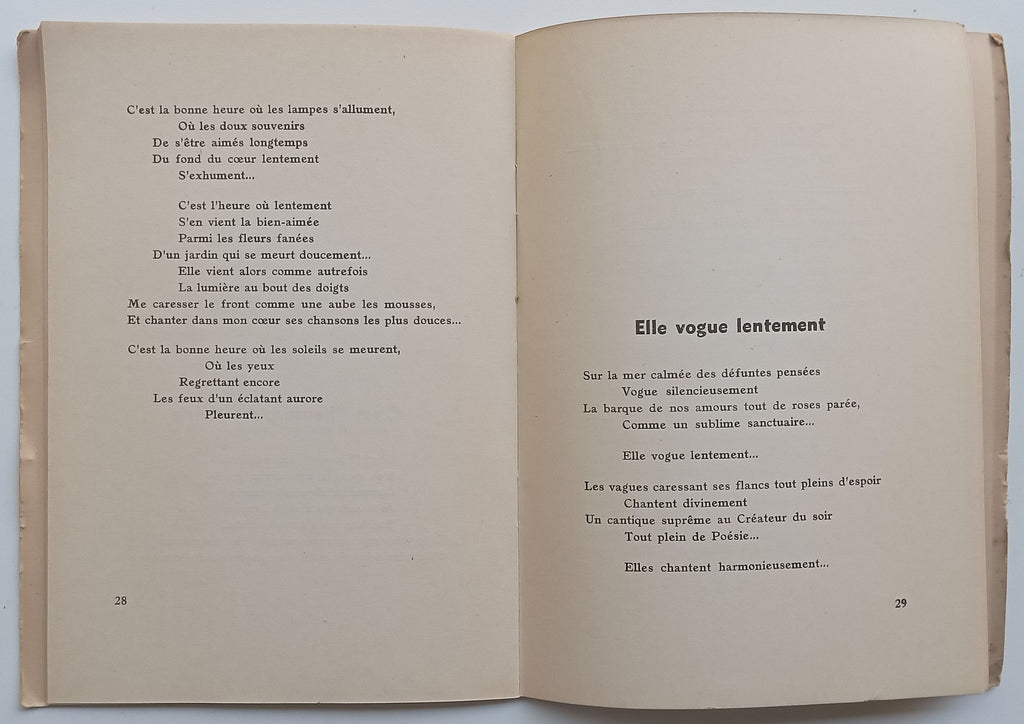 C'est la bonne heure où les lampes s'allument,
Où les doux souvenirs
De s'être aimés longtemps
Du fond du cœur lentement
S'exhument...
C'est l'heure où lentement
S'en vient la bien-aimée
Parmi les fleurs fanées
D'un jardin qui se meurt doucement...
Elle vient alors comme autrefois
La lumière au bout des doigts
Me caresser le front comme une aube les mousses,
Et chanter dans mon cœur ses chansons les plus douces...
C'est la bonne heure où les soleils se meurent,
Où les yeux
Regrettant encore
Les feux d'un éclatant aurore
Pleurent...
28
Elle vogue lentement
Sur la mer calmée des défuntes pensées
Vogue silencieusement
La barque de nos amours tout de roses parée,
Comme un sublime sanctuaire...
Elle vogue lentement...
Les vagues caressant ses flancs tout pleins d'espoir
Chantent divinement
Un cantique suprême au Créateur du soir
Tout plein de Poésie...
Elles chantent harmonieusement...
29